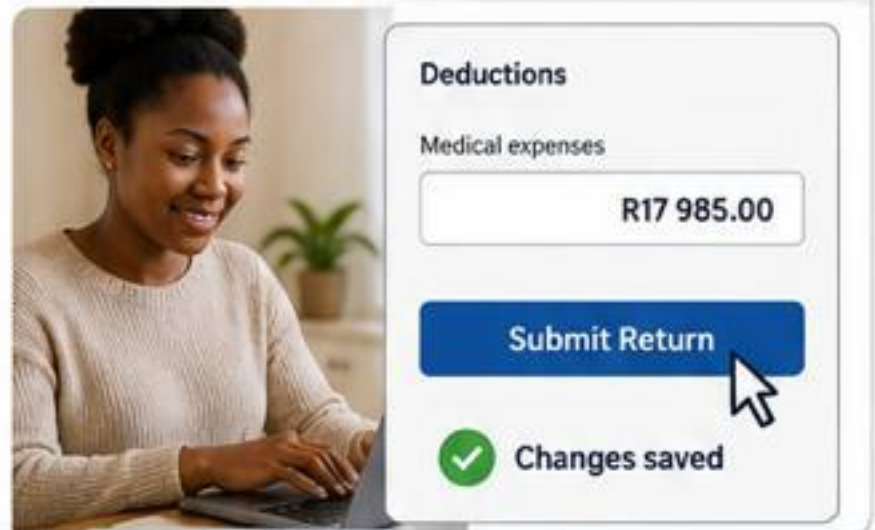 Deductions
Medical expenses
R17 985.00
Submit Return
Changes saved